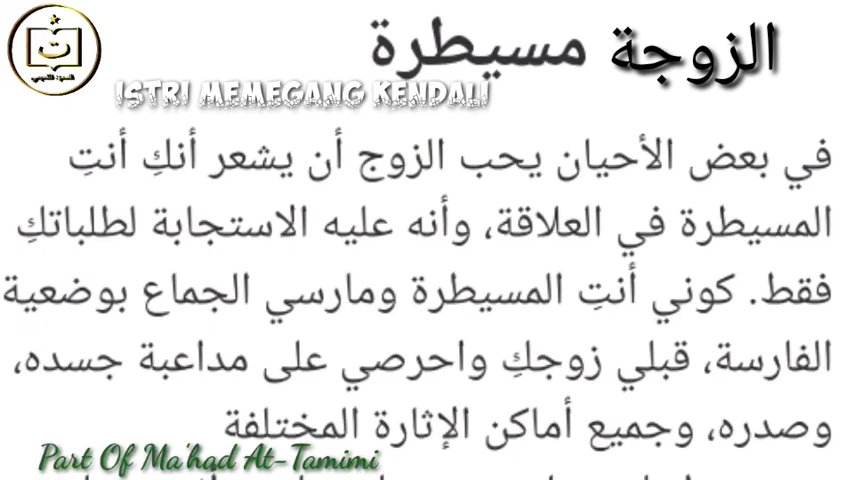 الزوجة مسيطرة
ISTRI MEMEGANG KENDALI
في بعض الأحيان يحب الزوج أن يشعر أنكِ أنتِ
المسيطرة في العلاقة، وأنه عليه الاستجابة لطلباتكِ
فقط. كوني أنتِ المسيطرة ومارسي الجماع بوضعية
الفارسة، قبلي زوجكِ واحرصي على مداعبة جسده،
وصدره، وجميع أماكن الإثارة المختلفة
Part Of Ma'had At-Tamimi